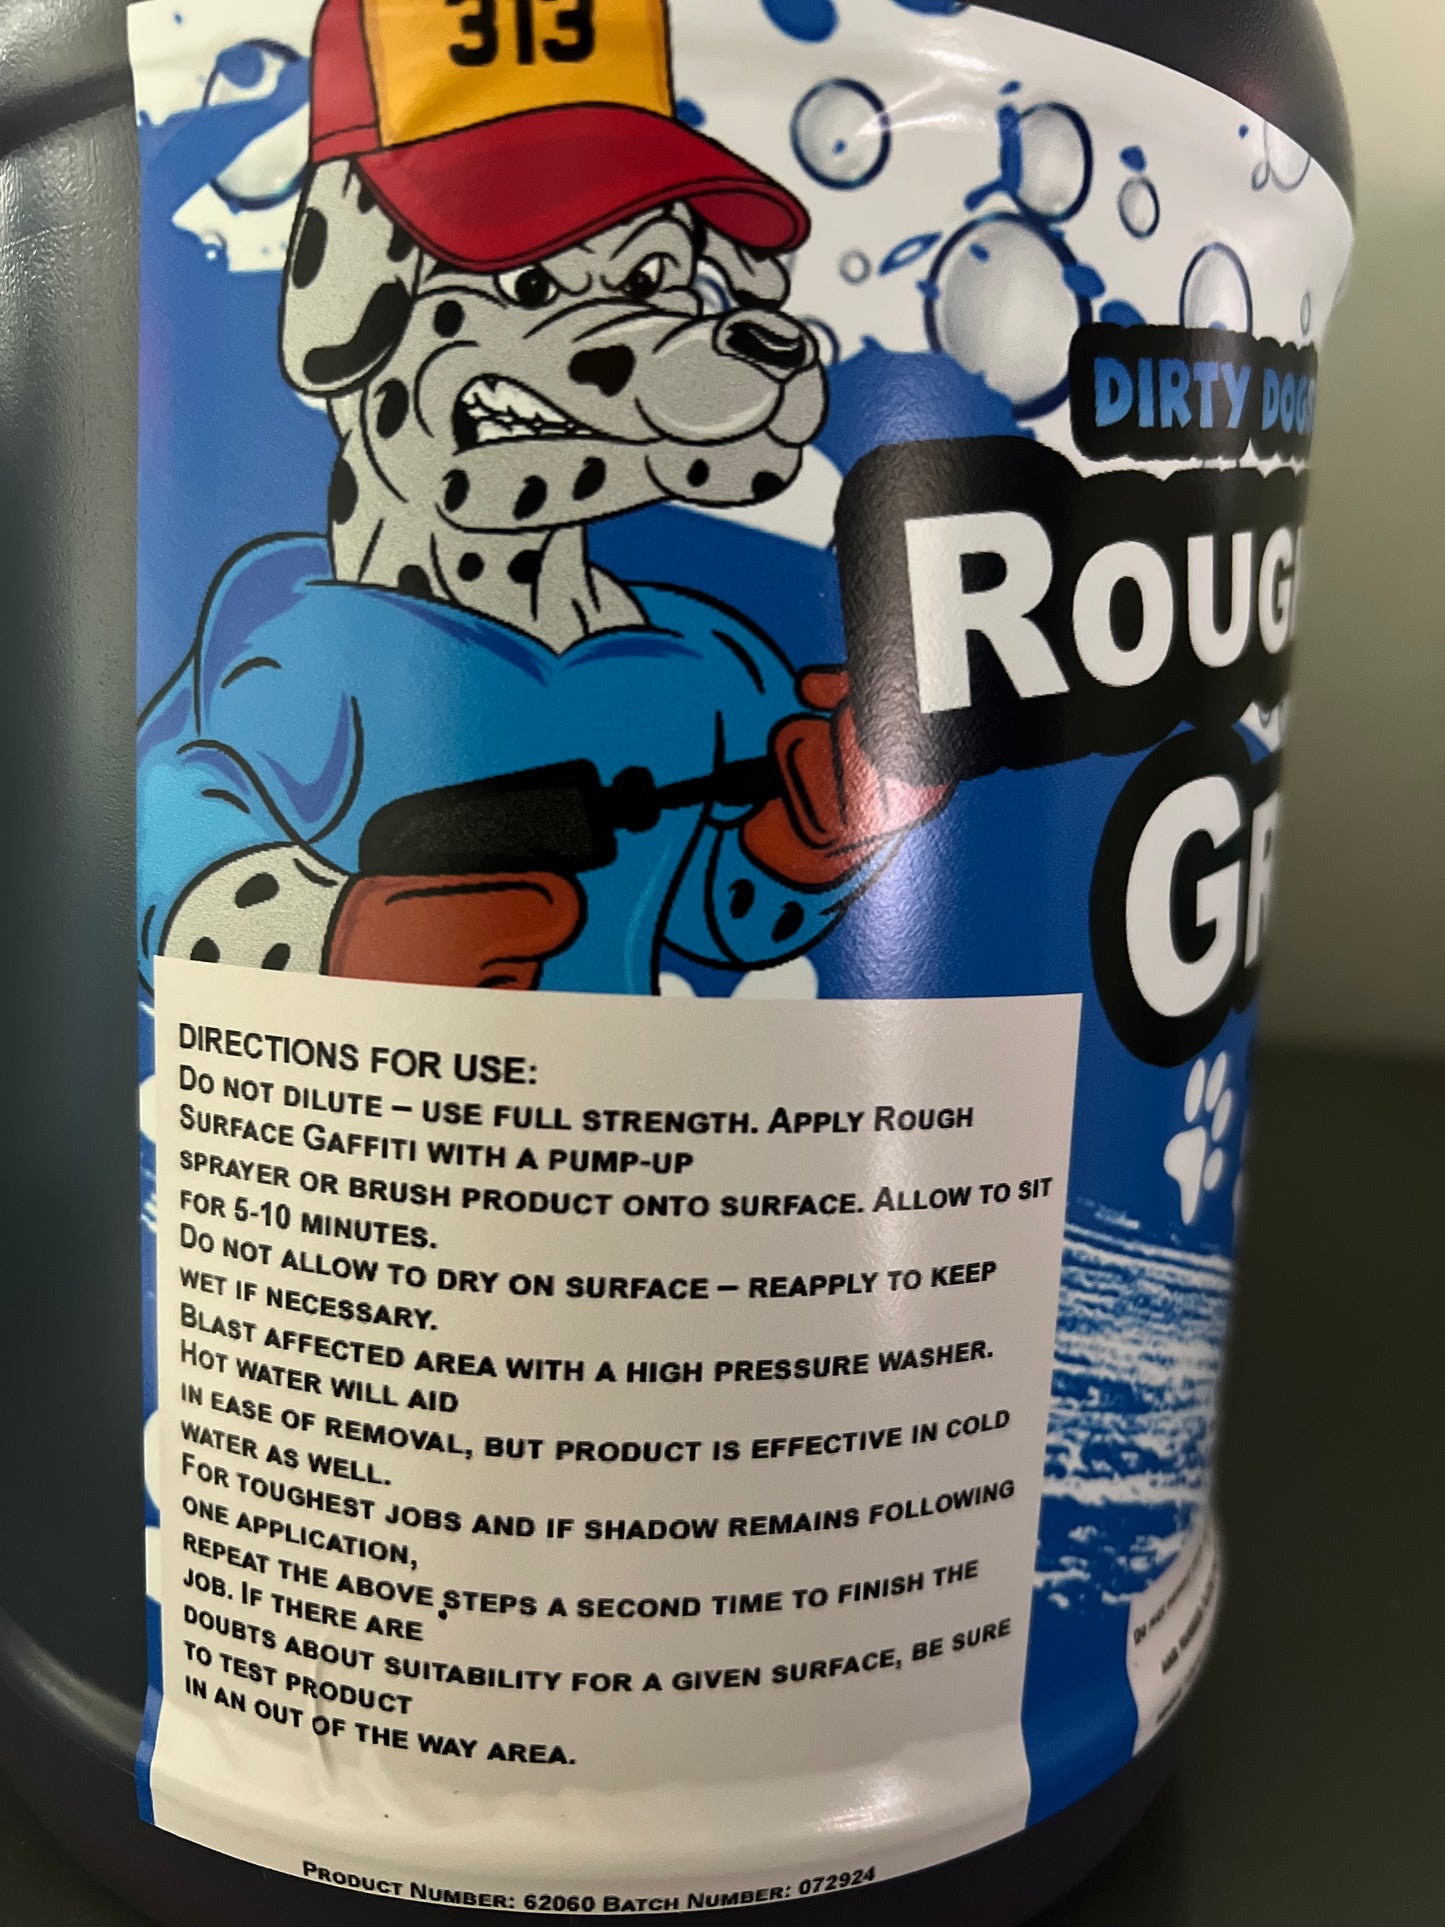 313
DIRTY DOGS
ROUGH
DIRECTIONS FOR USE:
DO NOT DILUTE – USE FULL STRENGTH. APPLY ROUGH
SURFACE GAFFITI WITH A PUMP-UP
SPRAYER OR BRUSH PRODUCT ONTO SURFACE. ALLOW TO SIT
FOR 5-10 MINUTES.
DO NOT ALLOW TO DRY ON SURFACE – REAPPLY TO KEEP
WET IF NECESSARY.
BLAST AFFECTED AREA WITH A HIGH PRESSURE WASHER.
HOT WATER WILL AID
IN EASE OF REMOVAL, BUT PRODUCT IS EFFECTIVE IN COLD
WATER AS WELL.
FOR TOUGHEST JOBS AND IF SHADOW REMAINS FOLLOWING
ONE APPLICATION,
REPEAT THE ABOVE STEPS A SECOND TIME TO FINISH THE
JOB. IF THERE ARE
DOUBTS ABOUT SUITABILITY FOR A GIVEN SURFACE, BE SURE
TO TEST PRODUCT
IN AN OUT OF THE WAY AREA.
PRODUCT NUMBER: 62060 BATCH NUMBER: 072924